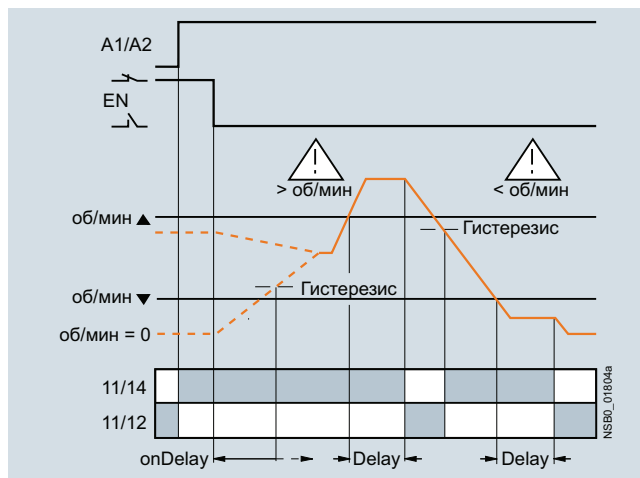 A1/A2
EN
> об/мин
< об/мин
об/мин ▲
Гистерезис
Гистерезис
об/мин ▼
об/мин = 0
11/14
11/12
NSB0_01804a
onDelay
Delay
Delay